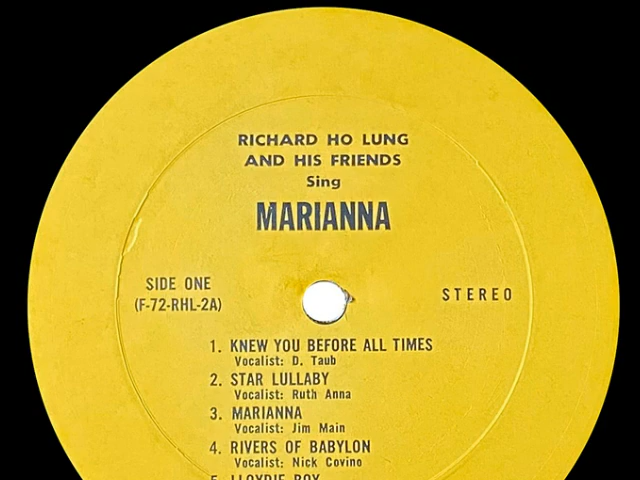 RICHARD HO LUNG
AND HIS FRIENDS
Sing
MARIANNA
SIDE ONE
(F-72-RHL-2A)
STEREO
1. KNEW YOU BEFORE ALL TIMES
Vocalist: D. Taub
2. STAR LULLABY
Vocalist: Ruth Anna
3. MARIANNA
Vocalist: Jim Main
4. RIVERS OF BABYLON
Vocalist: Nick Covino
5.